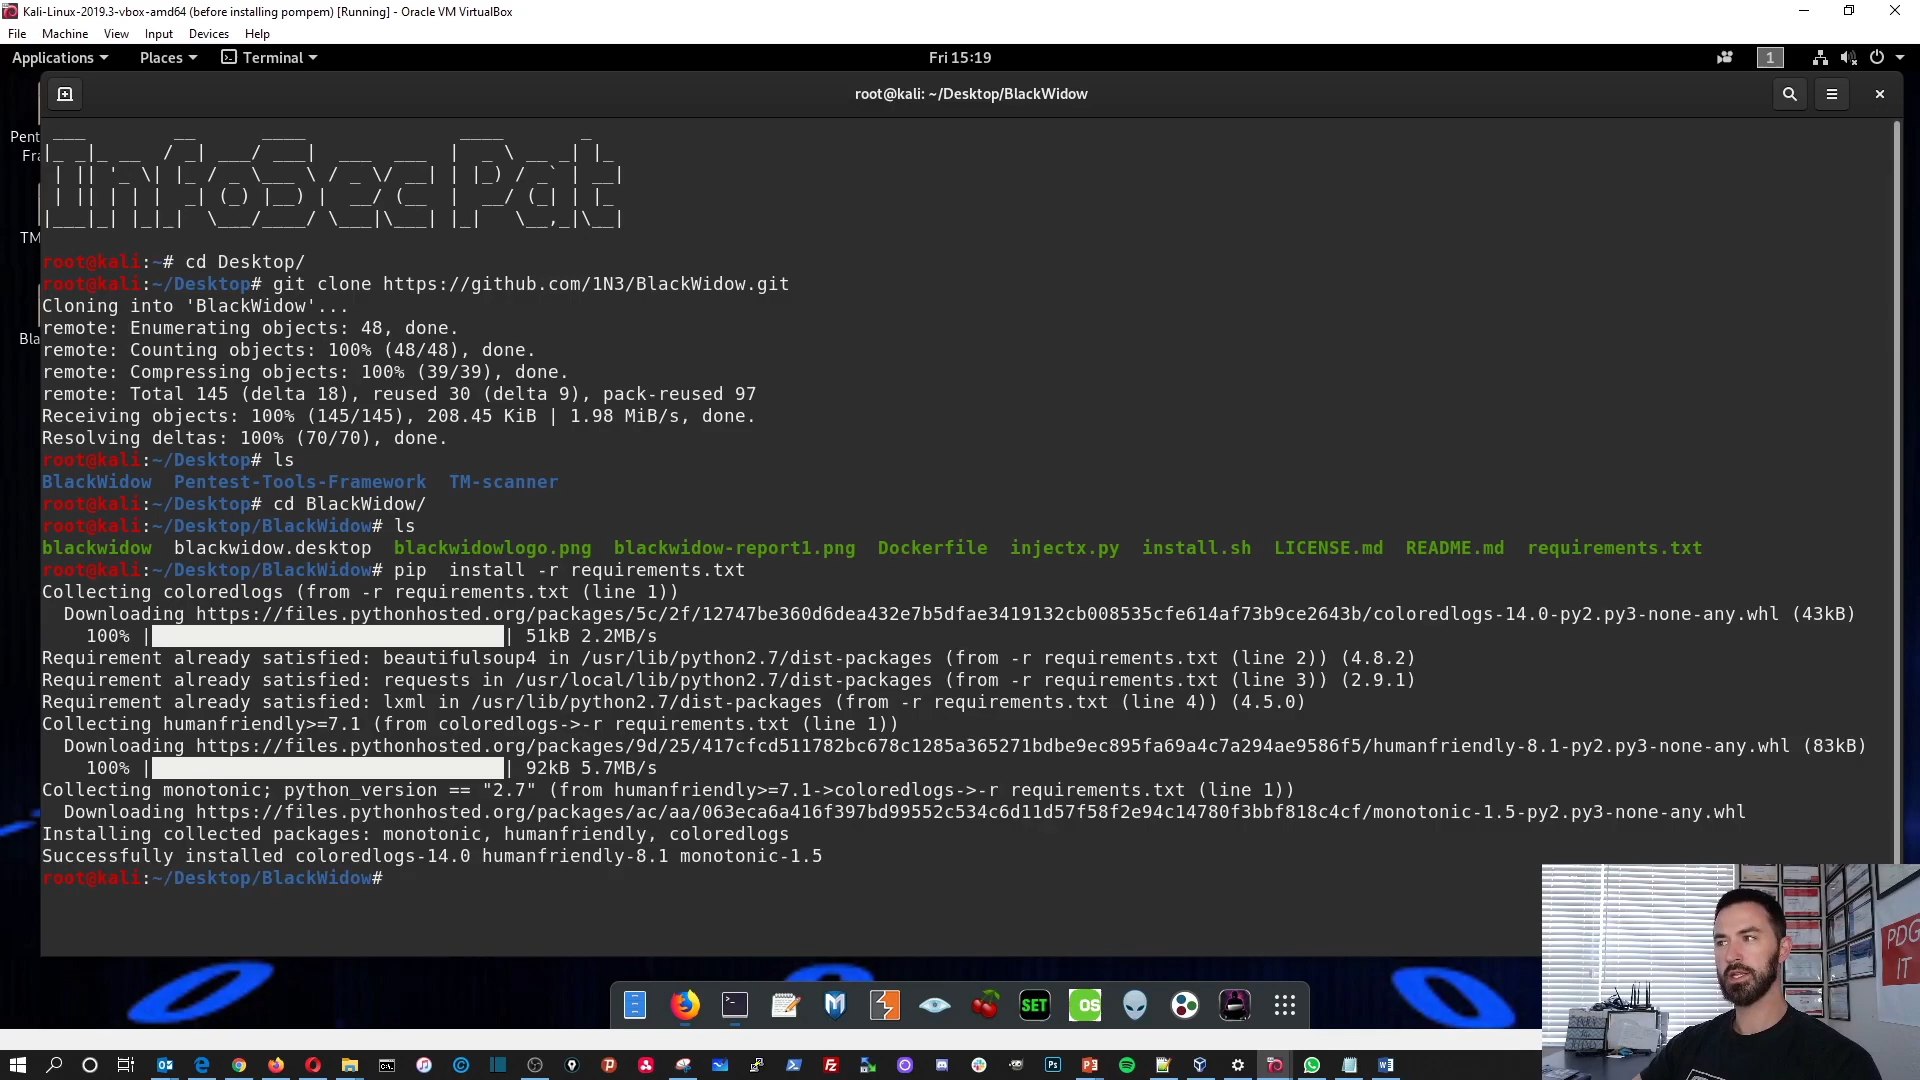 Kali-Linux-2019.3-vbox-amd64 (before installing pompem) [Running] - Oracle VM VirtualBox
File Machine View Input Devices Help
Applications Places Terminal Fri 15:19 1
root@kali: ~/Desktop/BlackWidow
InfoSec Pat
root@kali:~# cd Desktop/
root@kali:~/Desktop# git clone https://github.com/1N3/BlackWidow.git
Cloning into 'BlackWidow'...
remote: Enumerating objects: 48, done.
remote: Counting objects: 100% (48/48), done.
remote: Compressing objects: 100% (39/39), done.
remote: Total 145 (delta 18), reused 30 (delta 9), pack-reused 97
Receiving objects: 100% (145/145), 208.45 KiB | 1.98 MiB/s, done.
Resolving deltas: 100% (70/70), done.
root@kali:~/Desktop# ls
BlackWidow  Pentest-Tools-Framework  TM-scanner
root@kali:~/Desktop# cd BlackWidow/
root@kali:~/Desktop/BlackWidow# ls
blackwidow  blackwidow.desktop  blackwidowlogo.png  blackwidow-report1.png  Dockerfile  injectx.py  install.sh  LICENSE.md  README.md  requirements.txt
root@kali:~/Desktop/BlackWidow# pip  install -r requirements.txt
Collecting coloredlogs (from -r requirements.txt (line 1))
  Downloading https://files.pythonhosted.org/packages/5c/2f/12747be360d6dea432e7b5dfae3419132cb008535cfe614af73b9ce2643b/coloredlogs-14.0-py2.py3-none-any.whl (43kB)
    100% | | 51kB 2.2MB/s
Requirement already satisfied: beautifulsoup4 in /usr/lib/python2.7/dist-packages (from -r requirements.txt (line 2)) (4.8.2)
Requirement already satisfied: requests in /usr/local/lib/python2.7/dist-packages (from -r requirements.txt (line 3)) (2.9.1)
Requirement already satisfied: lxml in /usr/lib/python2.7/dist-packages (from -r requirements.txt (line 4)) (4.5.0)
Collecting humanfriendly>=7.1 (from coloredlogs->-r requirements.txt (line 1))
  Downloading https://files.pythonhosted.org/packages/9d/25/417cfcd511782bc678c1285a365271bdbe9ec895fa69a4c7a294ae9586f5/humanfriendly-8.1-py2.py3-none-any.whl (83kB)
    100% | | 92kB 5.7MB/s
Collecting monotonic; python_version == "2.7" (from humanfriendly>=7.1->coloredlogs->-r requirements.txt (line 1))
  Downloading https://files.pythonhosted.org/packages/ac/aa/063eca6a416f397bd99552c534c6d11d57f58f2e94c14780f3bbf818c4cf/monotonic-1.5-py2.py3-none-any.whl
Installing collected packages: monotonic, humanfriendly, coloredlogs
Successfully installed coloredlogs-14.0 humanfriendly-8.1 monotonic-1.5
root@kali:~/Desktop/BlackWidow#
Pent
Fra
TM
Bla
PDG
IT
SET
OS